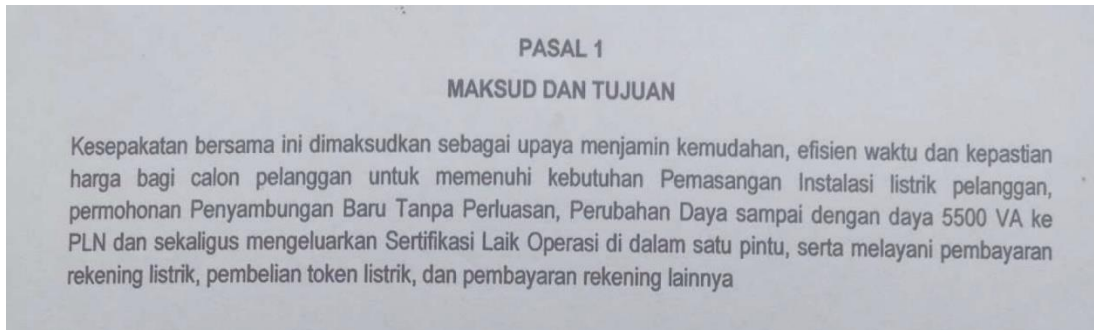 PASAL 1
MAKSUD DAN TUJUAN
Kesepakatan bersama ini dimaksudkan sebagai upaya menjamin kemudahan, efisien waktu dan kepastian
harga bagi calon pelanggan untuk memenuhi kebutuhan Pemasangan Instalasi listrik pelanggan,
permohonan Penyambungan Baru Tanpa Perluasan, Perubahan Daya sampai dengan daya 5500 VA ke
PLN dan sekaligus mengeluarkan Sertifikasi Laik Operasi di dalam satu pintu, serta melayani pembayaran
rekening listrik, pembelian token listrik, dan pembayaran rekening lainnya